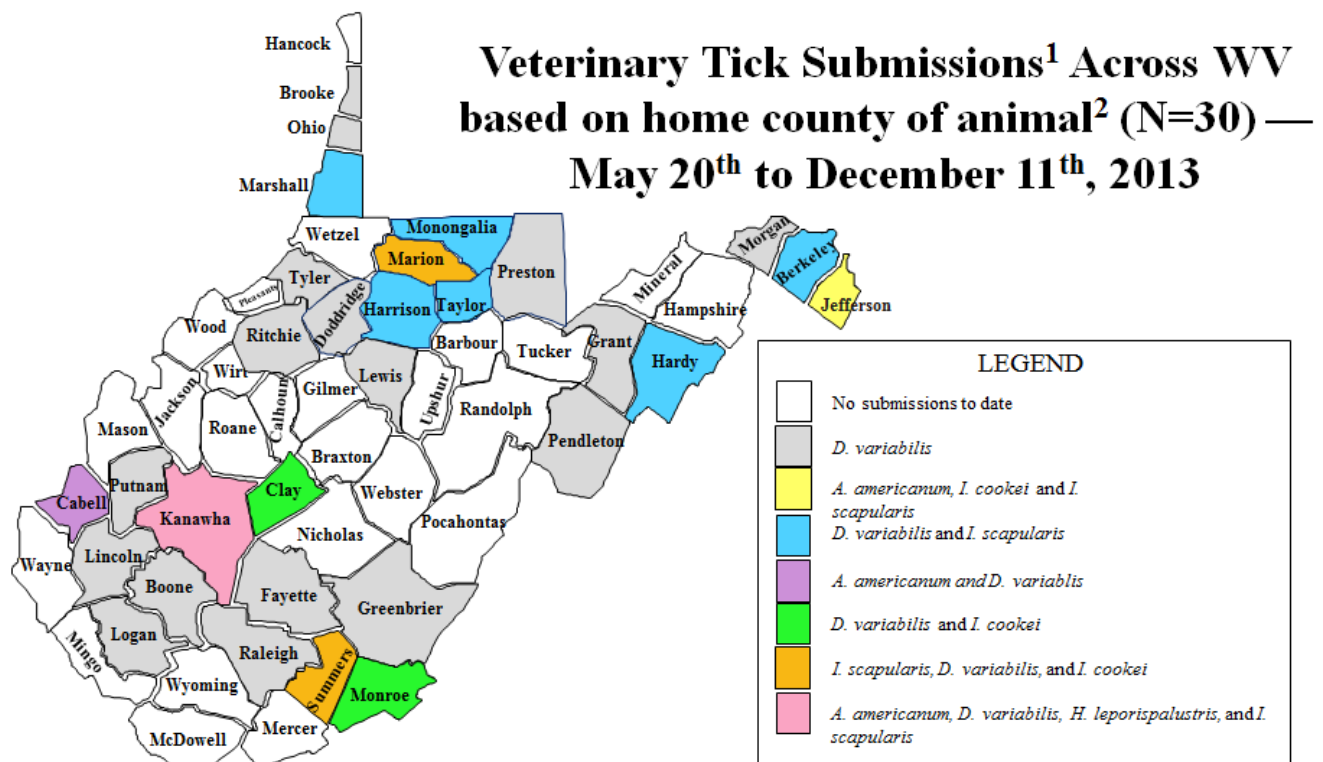 Veterinary Tick Submissions1 Across WV
based on home county of animal2 (N=30) —
May 20th to December 11th, 2013
Hancock
Brooke
Ohio
Marshall
Wetzel
Monongalia
Marion
Preston
Morgan
Berkeley
Jefferson
Mineral
Hampshire
Tyler
Pleasants
Doddridge
Harrison
Taylor
Wood
Ritchie
Barbour
Tucker
Grant
Hardy
Wirt
Lewis
Gilmer
Calhoun
Upshur
Jackson
Roane
Randolph
Mason
Braxton
Pendleton
Putnam
Clay
Webster
Cabell
Kanawha
Pocahontas
Nicholas
Wayne
Lincoln
Boone
Fayette
Greenbrier
Logan
Mingo
Raleigh
Summers
Wyoming
Monroe
Mercer
McDowell
LEGEND
No submissions to date
D. variabilis
A. americanum, I. cookei and I.
scapularis
D. variabilis and I. scapularis
A. americanum and D. variablis
D. variabilis and I. cookei
I. scapularis, D. variabilis, and I. cookei
A. americanum, D. variabilis, H. leporispalustris, and I.
scapularis